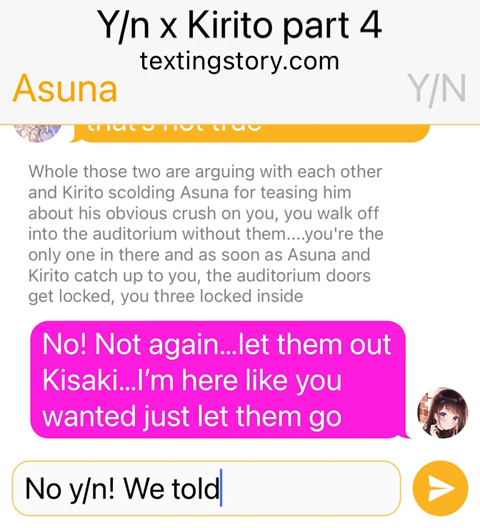 Y/n x Kirito part 4
textingstory.com
Asuna
Y/N
that's not true
Whole those two are arguing with each other
and Kirito scolding Asuna for teasing him
about his obvious crush on you, you walk off
into the auditorium without them....you're the
only one in there and as soon as Asuna and
Kirito catch up to you, the auditorium doors
get locked, you three locked inside
No! Not again...let them out
Kisaki...I'm here like you
wanted just let them go
No y/n! We told